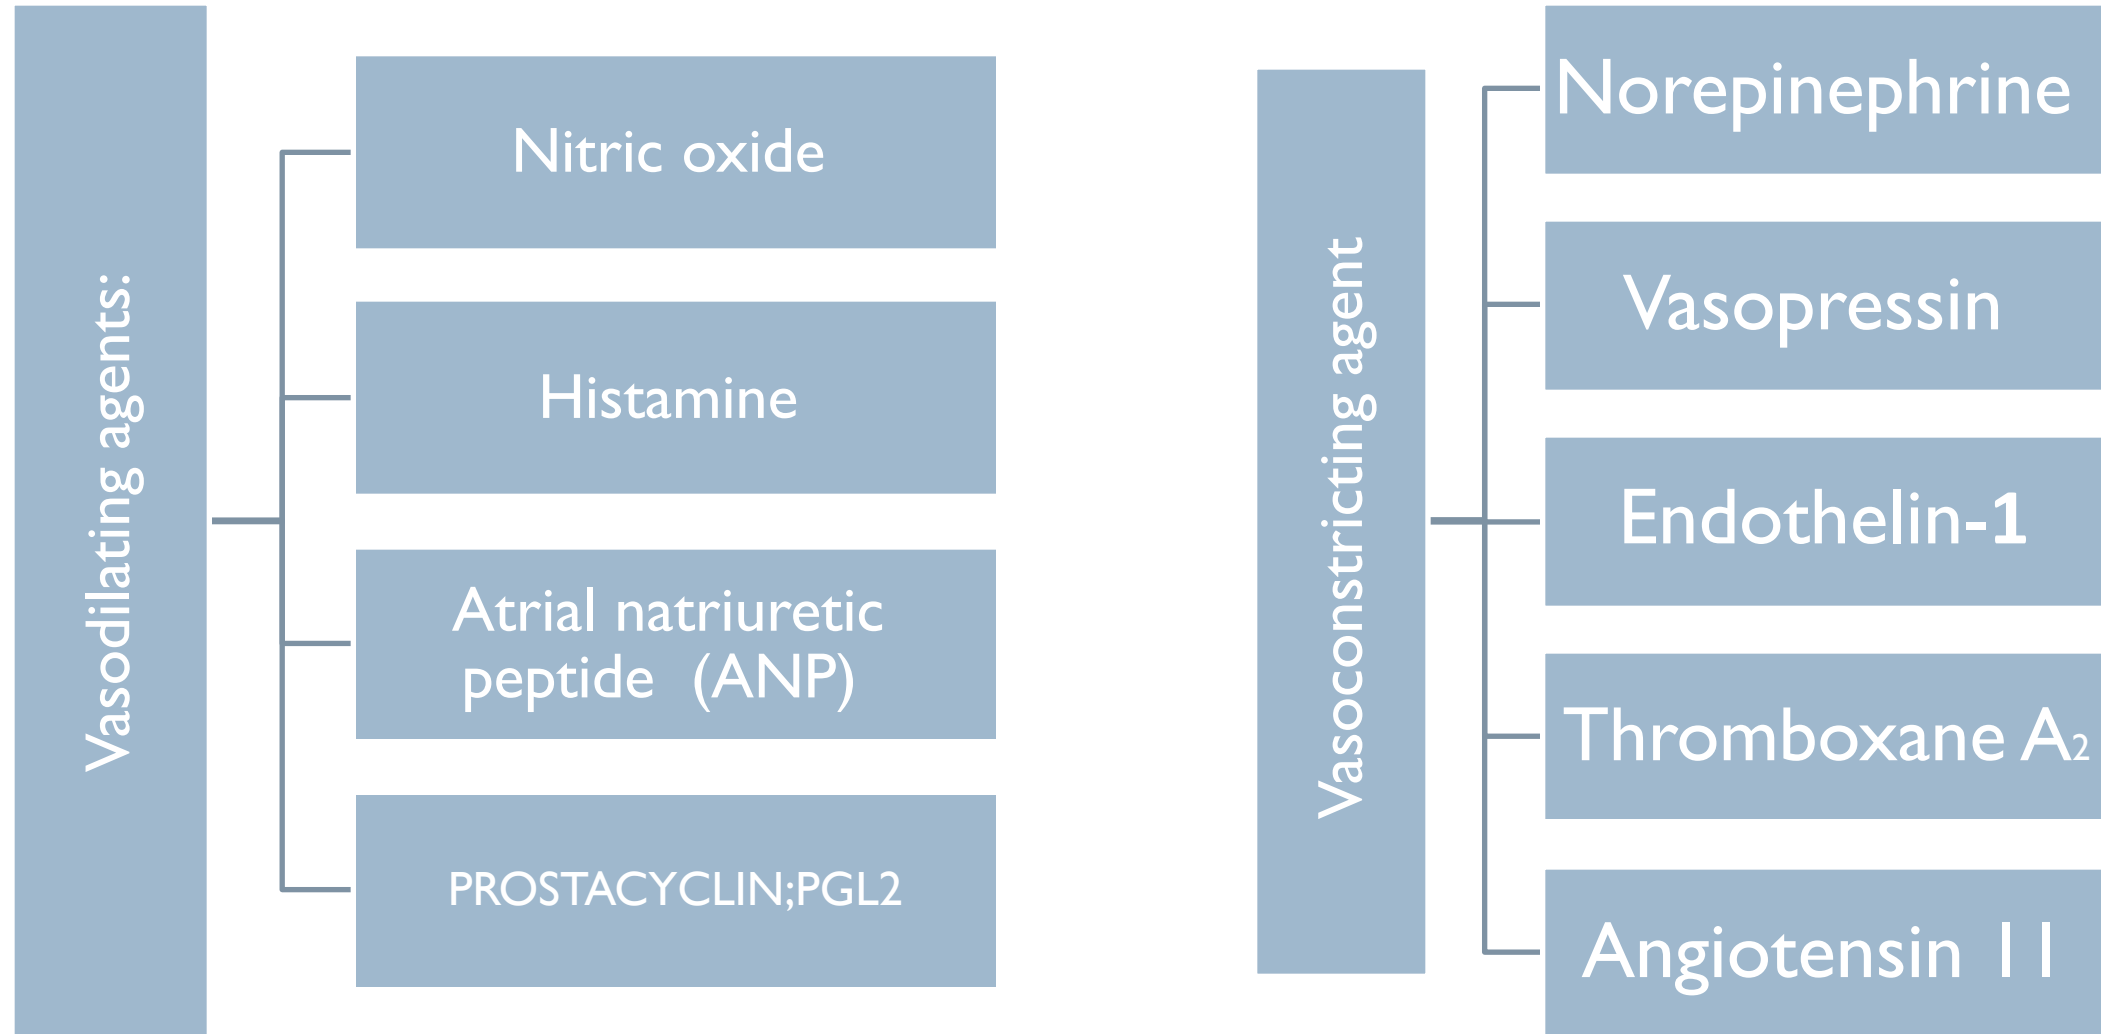 Vasodilating agents:
Nitric oxide
Histamine
Atrial natriuretic
peptide (ANP)
PROSTACYCLIN;PGL2
Vasoconstricting agent
Norepinephrine
Vasopressin
Endothelin-1
Thromboxane A₂
Angiotensin 11